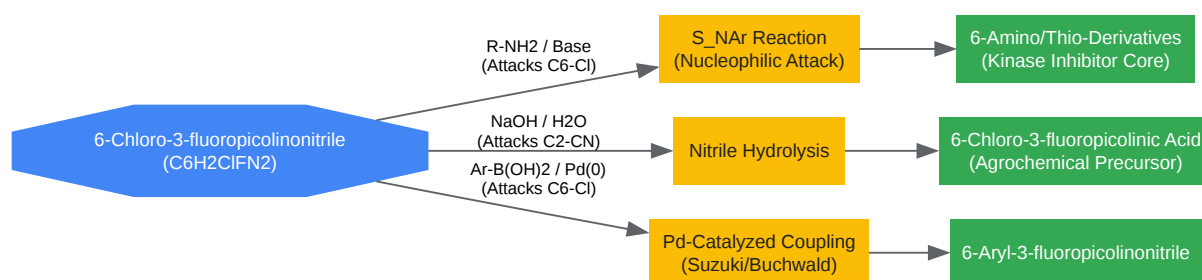 6-Chloro-3-fluoropicolinonitrile
(C6H2ClFN2)
R-NH2 / Base
(Attacks C6-Cl)
S_NAr Reaction
(Nucleophilic Attack)
6-Amino/Thio-Derivatives
(Kinase Inhibitor Core)
NaOH / H2O
(Attacks C2-CN)
Nitrile Hydrolysis
6-Chloro-3-fluoropicolinic Acid
(Agrochemical Precursor)
Ar-B(OH)2 / Pd(0)
(Attacks C6-Cl)
Pd-Catalyzed Coupling
(Suzuki/Buchwald)
6-Aryl-3-fluoropicolinonitrile